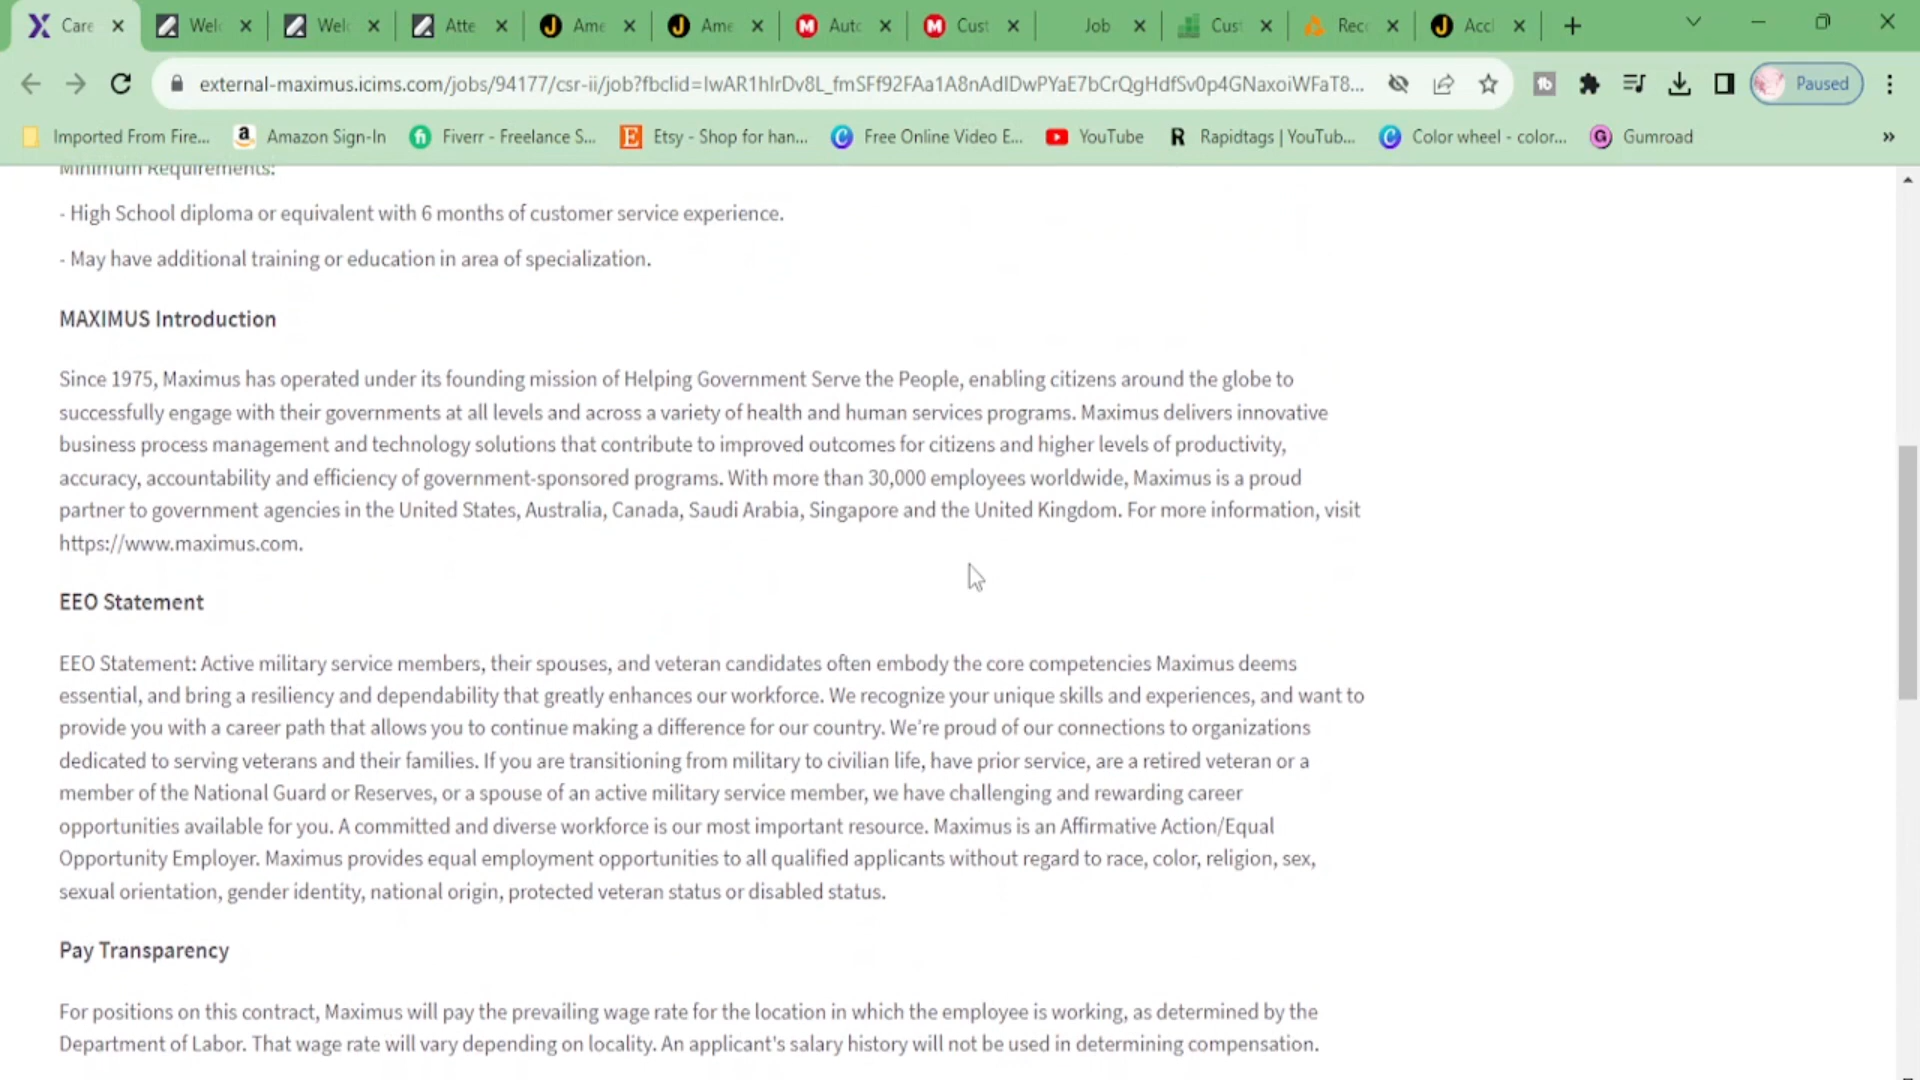 Care
Welc
Welc
Atte
Ame
Ame
Auto
Cust
Job
Cust
Rece
Acci
external-maximus.icims.com/jobs/94177/csr-ii/job?fbclid=IwAR1hIrDv8L_fmSFf92FAa1A8nAdIDwPYaE7bCrQgHdfSv0p4GNaxoiWFaT8...
Paused
Imported From Fire...
Amazon Sign-In
Fiverr - Freelance S...
Etsy - Shop for han...
Free Online Video E...
YouTube
Rapidtags | YouTub...
Color wheel - color...
Gumroad
Minimum Requirements:
- High School diploma or equivalent with 6 months of customer service experience.
- May have additional training or education in area of specialization.
MAXIMUS Introduction
Since 1975, Maximus has operated under its founding mission of Helping Government Serve the People, enabling citizens around the globe to
successfully engage with their governments at all levels and across a variety of health and human services programs. Maximus delivers innovative
business process management and technology solutions that contribute to improved outcomes for citizens and higher levels of productivity,
accuracy, accountability and efficiency of government-sponsored programs. With more than 30,000 employees worldwide, Maximus is a proud
partner to government agencies in the United States, Australia, Canada, Saudi Arabia, Singapore and the United Kingdom. For more information, visit
https://www.maximus.com.
EEO Statement
EEO Statement: Active military service members, their spouses, and veteran candidates often embody the core competencies Maximus deems
essential, and bring a resiliency and dependability that greatly enhances our workforce. We recognize your unique skills and experiences, and want to
provide you with a career path that allows you to continue making a difference for our country. We're proud of our connections to organizations
dedicated to serving veterans and their families. If you are transitioning from military to civilian life, have prior service, are a retired veteran or a
member of the National Guard or Reserves, or a spouse of an active military service member, we have challenging and rewarding career
opportunities available for you. A committed and diverse workforce is our most important resource. Maximus is an Affirmative Action/Equal
Opportunity Employer. Maximus provides equal employment opportunities to all qualified applicants without regard to race, color, religion, sex,
sexual orientation, gender identity, national origin, protected veteran status or disabled status.
Pay Transparency
For positions on this contract, Maximus will pay the prevailing wage rate for the location in which the employee is working, as determined by the
Department of Labor. That wage rate will vary depending on locality. An applicant's salary history will not be used in determining compensation.